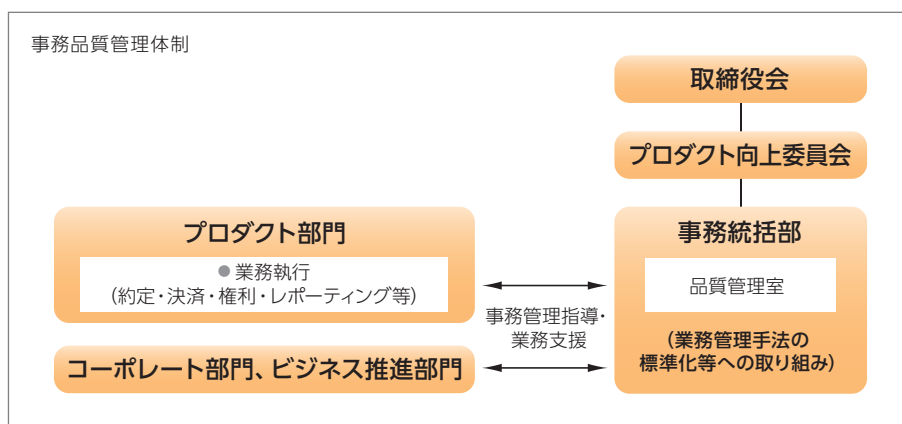 事務品質管理体制
取締役会
プロダクト向上委員会
プロダクト部門
●業務執行
(約定・決済・権利・レポーティング等)
事務統括部
品質管理室
(業務管理手法の
標準化等への取り組み)
事務管理指導・
業務支援
コーポレート部門、ビジネス推進部門